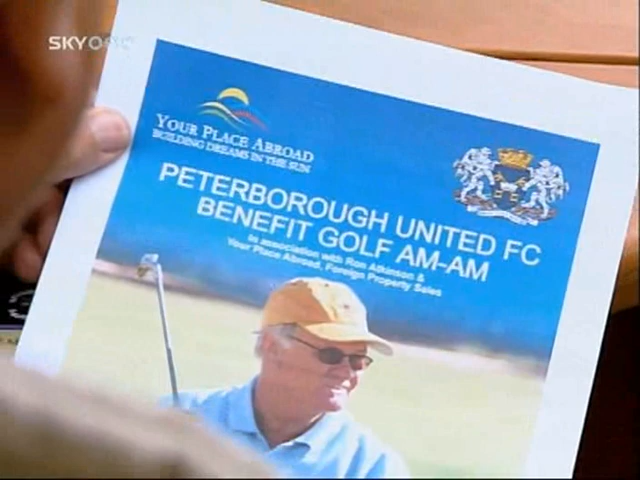 SKY ONE
YOUR PLACE ABROAD
BUILDING DREAMS IN THE SUN
PETERBOROUGH UNITED FC
BENEFIT GOLF AM-AM
In association with Ron Atkinson &
Your Place Abroad, Foreign Property Sales